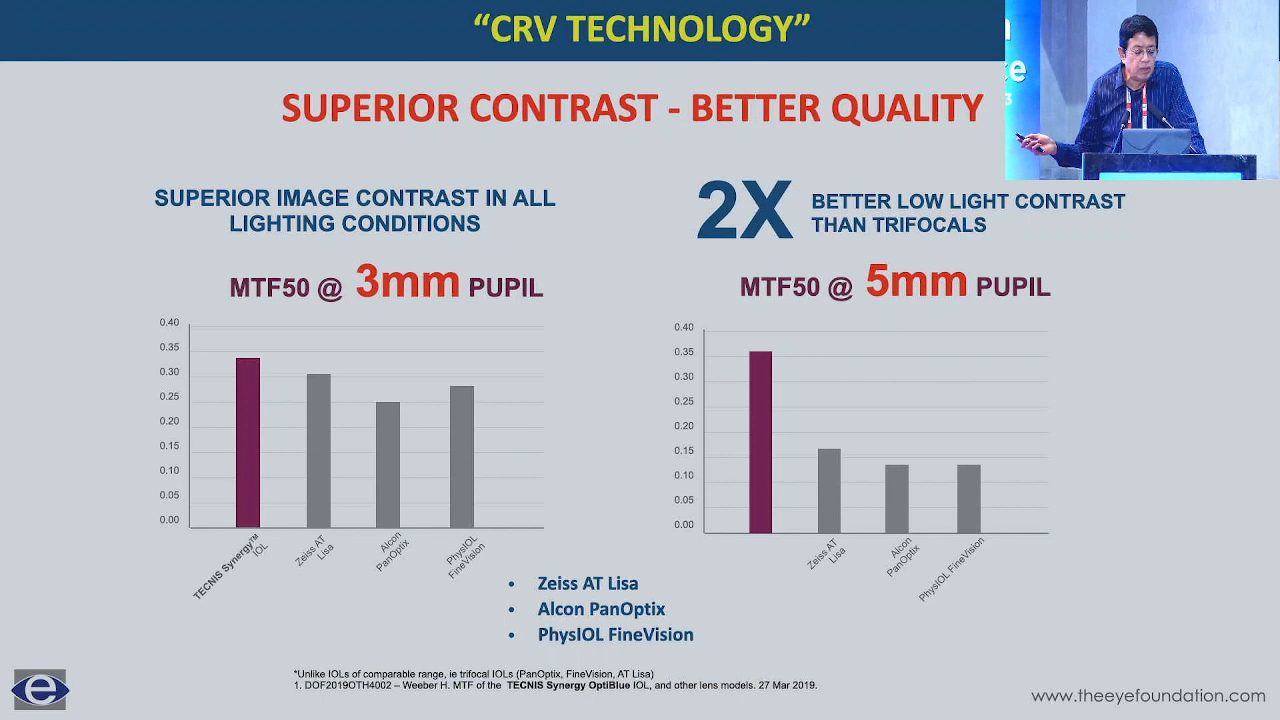 “CRV TECHNOLOGY”
SUPERIOR CONTRAST - BETTER QUALITY
SUPERIOR IMAGE CONTRAST IN ALL
LIGHTING CONDITIONS
MTF50 @ 3mm PUPIL
0.40
0.35
0.30
0.25
0.20
0.15
0.10
0.05
0.00
TECNIS Synergy™
IOL
Zeiss AT
Lisa
Alcon
PanOptix
PhysIOL
FineVision
2X
BETTER LOW LIGHT CONTRAST
THAN TRIFOCALS
MTF50 @ 5mm PUPIL
0.40
0.35
0.30
0.25
0.20
0.15
0.10
0.05
0.00
Zeiss AT
Lisa
Alcon
PanOptix
PhysIOL FineVision
• Zeiss AT Lisa
• Alcon PanOptix
• PhysIOL FineVision
*Unlike IOLs of comparable range, ie trifocal IOLs (PanOptix, FineVision, AT Lisa)
1. DOF2019OTH4002 – Weeber H. MTF of the TECNIS Synergy OptiBlue IOL, and other lens models. 27 Mar 2019.
e
www.theeyefoundation.com